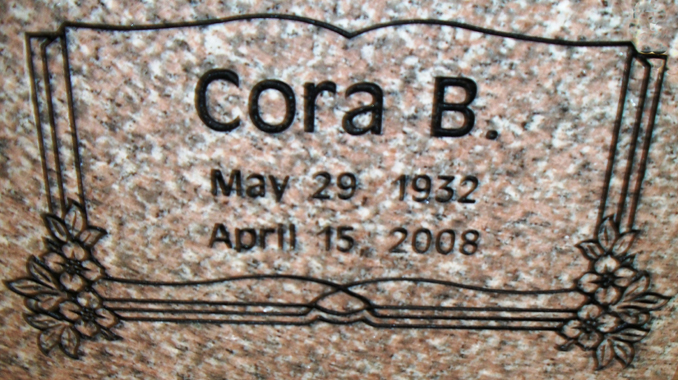 Cora B.
May 29, 1932
April 15, 2008